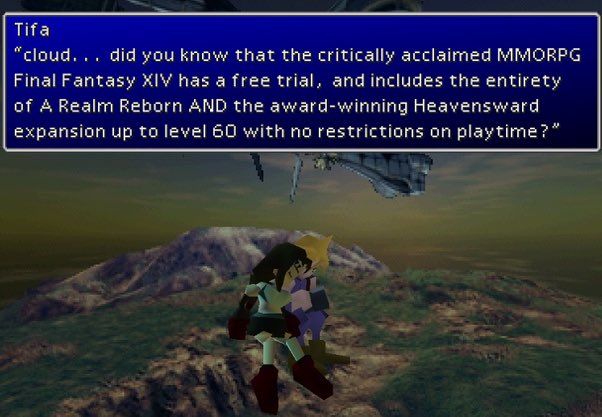 Tifa
“cloud... did you know that the critically acclaimed MMORPG
Final Fantasy XIV has a free trial, and includes the entirety
of A Realm Reborn AND the award-winning Heavensward
expansion up to level 60 with no restrictions on playtime?”